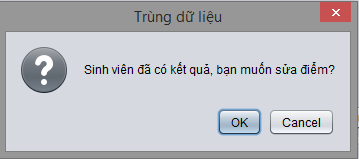 Trùng dữ liệu
Sinh viên đã có kết quả, bạn muốn sửa điểm?
OK Cancel